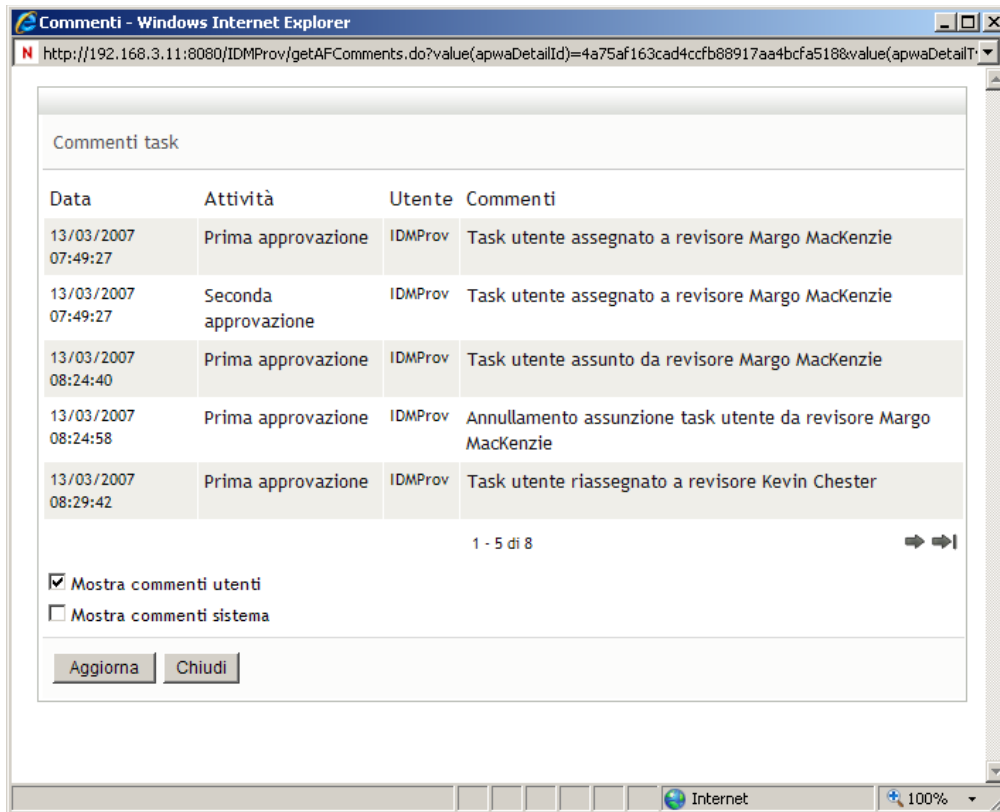 Commenti - Windows Internet Explorer
N http://192.168.3.11:8080/IDMProv/getAFComments.do?value(apwaDetailId)=4a75af163cad4ccfb88917aa4bcfa518&value(apwaDetailT
Commenti task
Data Attività Utente Commenti
13/03/2007 Prima approvazione IDMProv Task utente assegnato a revisore Margo MacKenzie
07:49:27
13/03/2007 Seconda IDMProv Task utente assegnato a revisore Margo MacKenzie
07:49:27 approvazione
13/03/2007 Prima approvazione IDMProv Task utente assunto da revisore Margo MacKenzie
08:24:40
13/03/2007 Prima approvazione IDMProv Annullamento assunzione task utente da revisore Margo
08:24:58 MacKenzie
13/03/2007 Prima approvazione IDMProv Task utente riassegnato a revisore Kevin Chester
08:29:42
1 - 5 di 8
Mostra commenti utenti
Mostra commenti sistema
Aggiorna Chiudi
Internet 100%